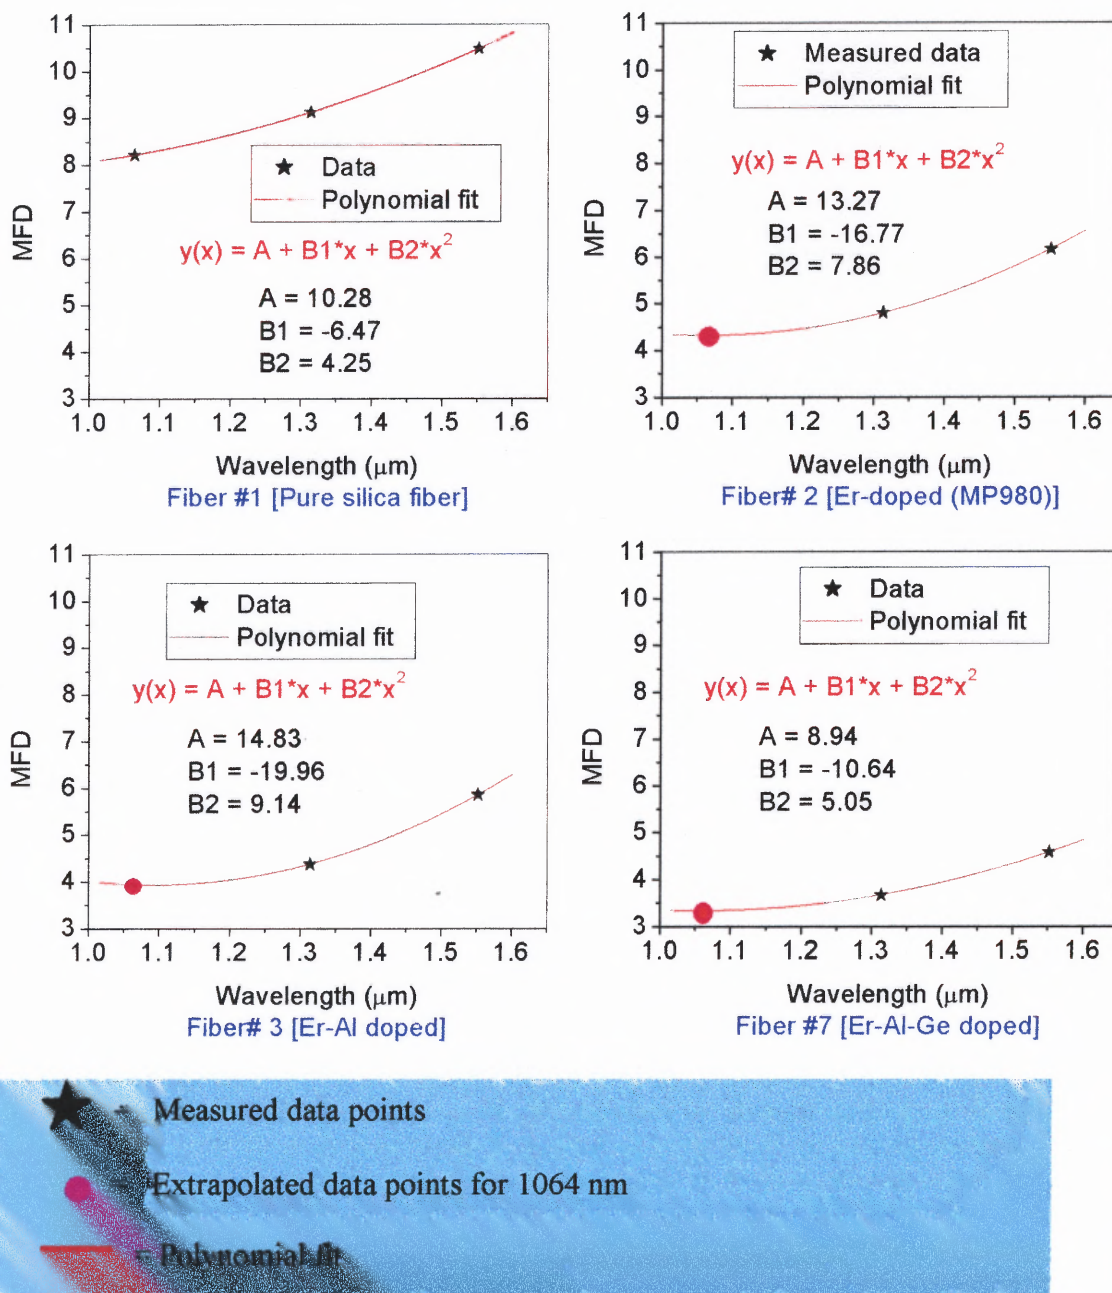 11
10
9
8
7
6
5
4
3
MFD
★ Data
Polynomial fit
y(x) = A + B1*x + B2*x²
A = 10.28
B1 = -6.47
B2 = 4.25
1.0 1.1 1.2 1.3 1.4 1.5 1.6
Wavelength (μm)
Fiber #1 [Pure silica fiber]
11
10
9
8
7
6
5
4
3
MFD
★ Measured data
Polynomial fit
y(x) = A + B1*x + B2*x²
A = 13.27
B1 = -16.77
B2 = 7.86
1.0 1.1 1.2 1.3 1.4 1.5 1.6
Wavelength (μm)
Fiber# 2 [Er-doped (MP980)]
11
10
9
8
7
6
5
4
3
MFD
★ Data
Polynomial fit
y(x) = A + B1*x + B2*x²
A = 14.83
B1 = -19.96
B2 = 9.14
1.0 1.1 1.2 1.3 1.4 1.5 1.6
Wavelength (μm)
Fiber# 3 [Er-Al doped]
11
10
9
8
7
6
5
4
3
MFD
★ Data
Polynomial fit
y(x) = A + B1*x + B2*x²
A = 8.94
B1 = -10.64
B2 = 5.05
1.0 1.1 1.2 1.3 1.4 1.5 1.6
Wavelength (μm)
Fiber #7 [Er-Al-Ge doped]
★ - Measured data points
- Extrapolated data points for 1064 nm
= Polynomial fit